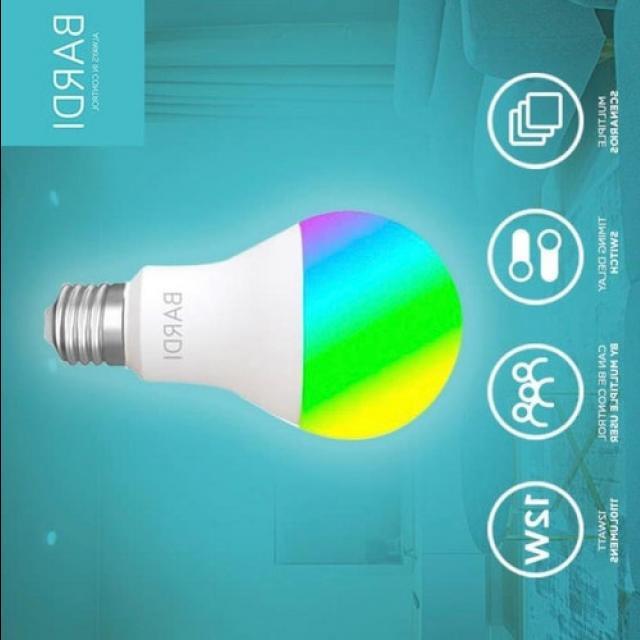 BARDI
ALWAYS IN CONTROL
BARDI
MULTIPLE
SCENARIOS
TIMING DELAY
SWITCH
CAN BE CONTROL
BY MULTIPLE USER
12W
12WATT
LUMENS